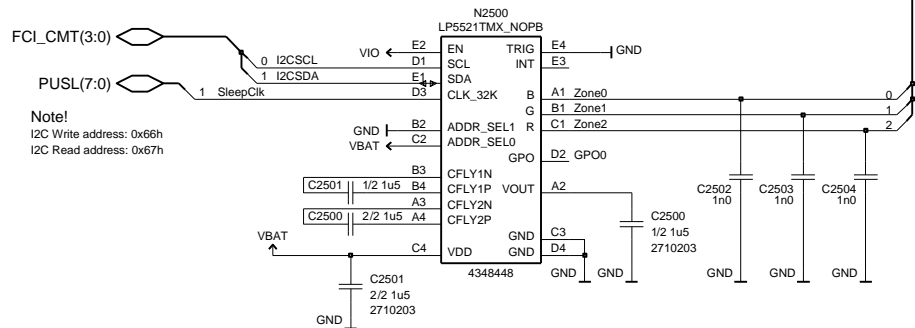 N2500
LP5521TMX_NOPB
FCI_CMT(3:0)
VIO E2 EN TRIG E4 GND
0 I2CSCL D1 SCL INT E3
1 I2CSDA E1 SDA
PUSL(7:0)
1 SleepClk D3 CLK_32K B A1 Zone0 0
G B1 Zone1 1
R C1 Zone2 2
Note!
I2C Write address: 0x66h
I2C Read address: 0x67h
GND B2 ADDR_SEL1
VBAT C2 ADDR_SEL0
GPO D2 GPO0
B3 CFLY1N
C2501 1/2 1u5 B4 CFLY1P VOUT A2
A3 CFLY2N
C2500 2/2 1u5 A4 CFLY2P
C2502
1n0
C2503
1n0
C2504
1n0
C2500
1/2 1u5
2710203
VBAT
C4 VDD
GND C3
GND D4
4348448
GND GND GND GND GND
C2501
2/2 1u5
2710203
GND